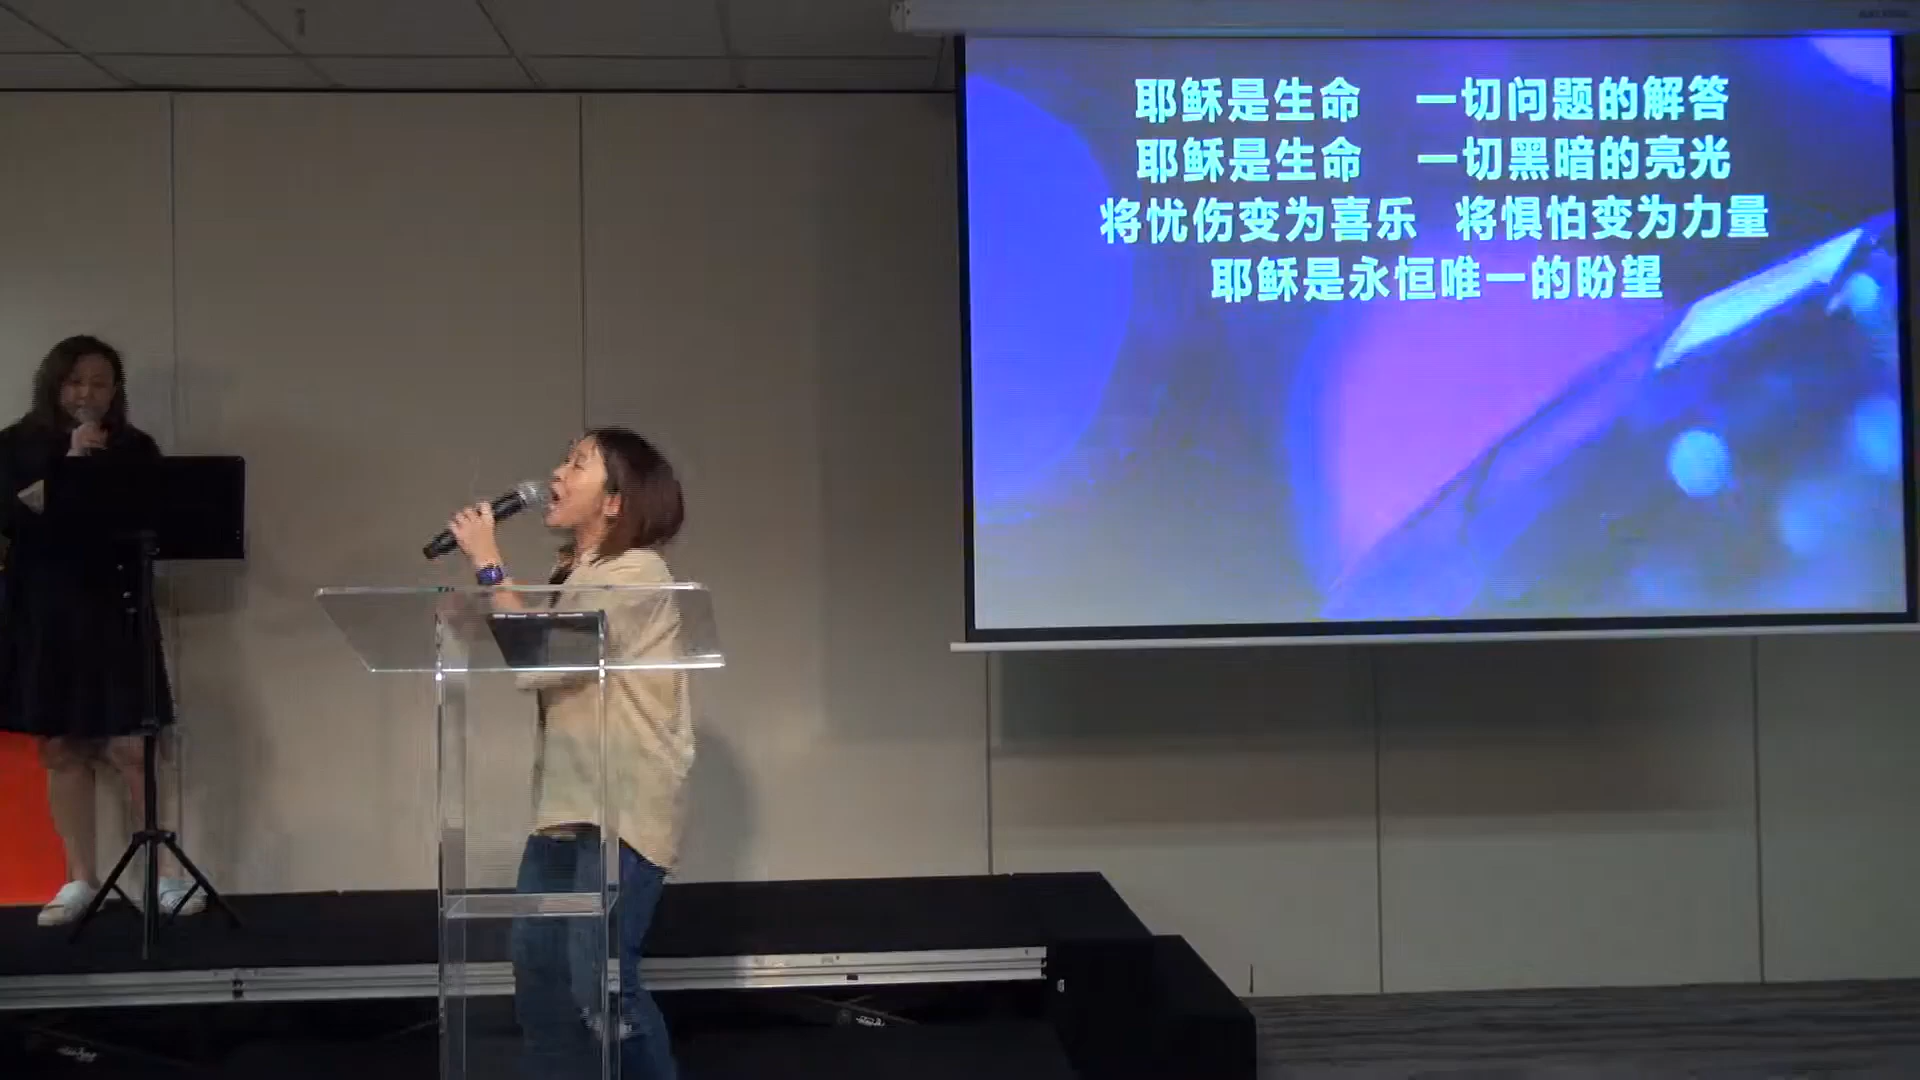 耶稣是生命 一切问题的解答
耶稣是生命 一切黑暗的亮光
将忧伤变为喜乐 将惧怕变为力量
耶稣是永恒唯一的盼望